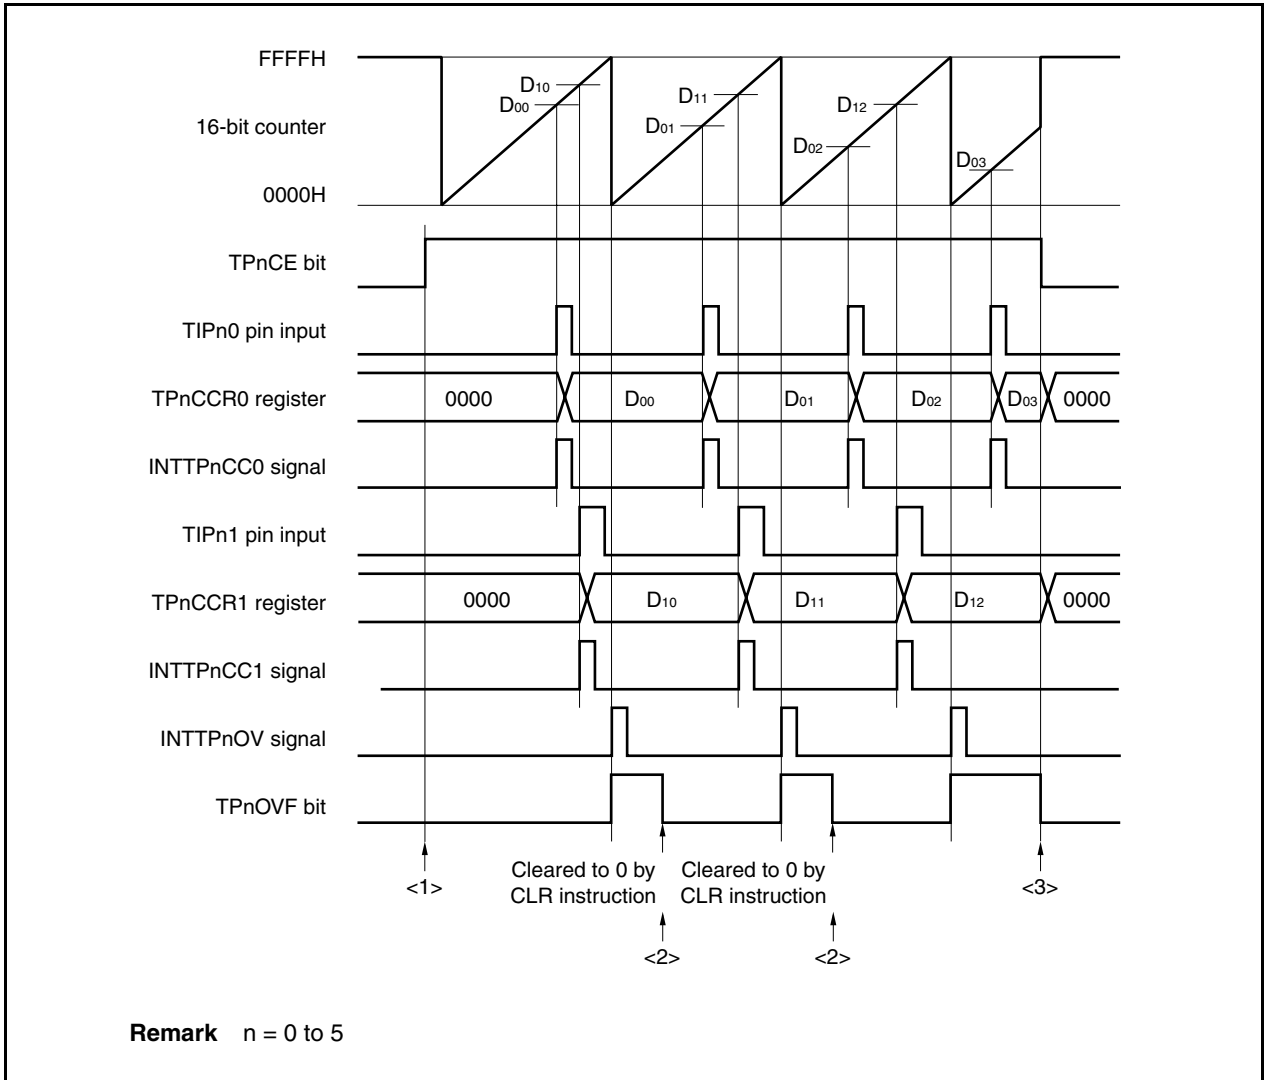 FFFFH
D10
D00
D11
D01
D12
D02
D03
16-bit counter
0000H
TPnCE bit
TIPn0 pin input
TPnCCR0 register
0000 D00 D01 D02 D03 0000
INTTPnCC0 signal
TIPn1 pin input
TPnCCR1 register
0000 D10 D11 D12 0000
INTTPnCC1 signal
INTTPnOV signal
TPnOVF bit
<1>
Cleared to 0 by
CLR instruction
<2>
Cleared to 0 by
CLR instruction
<2>
<3>
Remark n = 0 to 5